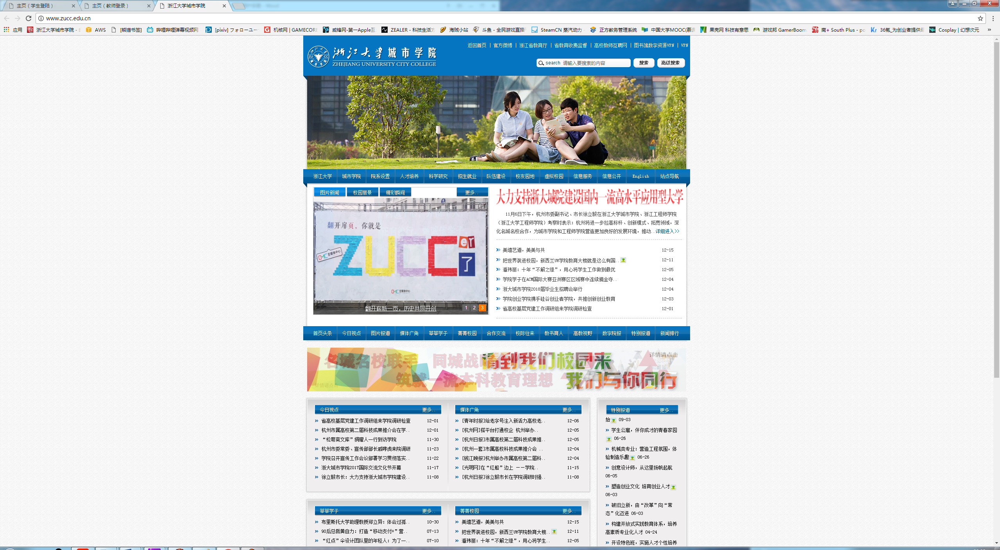 主页（学生登陆）
主页（教师登录）
浙江大学城市学院
www.zucc.edu.cn
应用
浙江大学城市学院 -
AWS
[熊猫书签]
哔哩哔哩弹幕视频网
[pixiv] フォローユー
机核网 | GAMECORE
威锋网-第一Apple互
ZEALER - 科技生活方
海贼小站
斗鱼 - 全民游戏直播
SteamCN 蒸汽动力
正方教务管理系统
中国大学MOOC(慕课
果壳网 科技有意思
游戏邦 GamerBoom
南+ South Plus - po
36氪_为创业者提供最
Cosplay | 幻想次元
浙江大学城市学院
ZHEJIANG UNIVERSITY CITY COLLEGE
返回首页 | 官方微博 | 浙江省教育厅 | 省教育收费监督 | 高校教师互聘网 | 图书馆数字资源VPN | VPN
search 请输入要搜索的内容
搜索
高级搜索
浙江大学 城市学院 院系设置 人才培养 科学研究 招生就业 队伍建设 校友园地 虚拟校园 信息服务 信息公开 English 站点导航
图片新闻 校园丽景 精彩瞬间 更多..
翻开扉页，你就是
ZUCCer了
OMC 全媒体中心
OMC 全媒体中心
翻开崭新一页，历史共同开创
1 2 3
大力支持浙大城院建设国内一流高水平应用型大学
11月6日下午，杭州市委副书记、市长徐立毅在浙江大学城市学院、浙江工程师学院
（浙江大学工程师学院）考察时表示：杭州将进一步拉高标杆、创新模式、拓宽领域，深
化名城名校合作，为城市学院和工程师学院营造更加良好的发展环境，推动..详细进入>>
美墙艺道，美美与共 12-15
把世界装进校园，新西兰UW学院教育大楼就是这么有国.. 12-11
潘玮丽：十年“不解之缘”，用心将学生工作做到最优 12-05
学院学子在ACM国际大赛亚洲赛区区域赛中连续摘金夺.. 12-04
浙大城市学院2018届毕业生招聘会举行 12-04
学院创业学院携手硅谷创业者学院，共推创新创业教育 12-03
省高校基层党建工作调研组来学院调研检查 12-01
首页头条 今日视点 图片报道 媒体广角 莘莘学子 菁菁校园 合作交流 校际往来 教书育人 高教视野 数字院报 特别报道 新闻排行
名城名校联手 同城战
筑就一流本科教育理想
详情请点击
请到我们校园来
我们与你同行
详情请点击
今日视点 更多..
省高校基层党建工作调研组来学院调研检查 12-01
杭州市属高校第二届科技成果推介会在学.. 12-01
“松菊斋文库”捐赠人一行到访学院 11-30
杭州市委常委、宣传部部长戚哮虎来院调研 11-23
学院召开宣传工作会议部署学习贯彻落实.. 11-22
浙大城市学院2017国际交流文化节开幕 11-17
徐立毅市长：大力支持浙大城市学院建设.. 11-08
媒体广角 更多..
[青年时报]给老字号注入新活力高校老.. 12-06
[杭州网]搭平台打通校企 杭州举办.. 12-05
[杭州日报]市属高校第二届科技成果推.. 12-05
[杭州一套]市属高校科技成果推介会 .. 12-04
[钱江晚报]杭州举办市属高校第二届科.. 12-04
[光明网]在“红船”边上 ——学院.. 11-15
[杭州日报]徐立毅市长在学院调研时强.. 11-08
特别报道 更多..
始 09-03
学生公寓，伴你成才的青春家园
06-26
机械类专业：营造工程氛围，体
验制造乐趣 06-26
创意设计师，从这里扬帆起航
06-05
塑造创业文化 培育创业人才
06-03
破旧立新，由“改革”向“常
态”化迈进 06-03
构建开放式实践教育体系，培养
高素质专业化人才 04-24
开设特色班，实施人才个性培养
莘莘学子 更多..
布里斯托大学助理教授郑立异：体会过孤.. 10-30
90后总裁黄自力：打造“移动支付+”营.. 07-13
“红点”伞设计团队里的年轻人：为了一.. 07-10
菁菁校园 更多..
美墙艺道，美美与共 12-15
把世界装进校园，新西兰UW学院教育大楼.. 12-11
潘玮丽：十年“不解之缘”，用心将学生.. 12-05